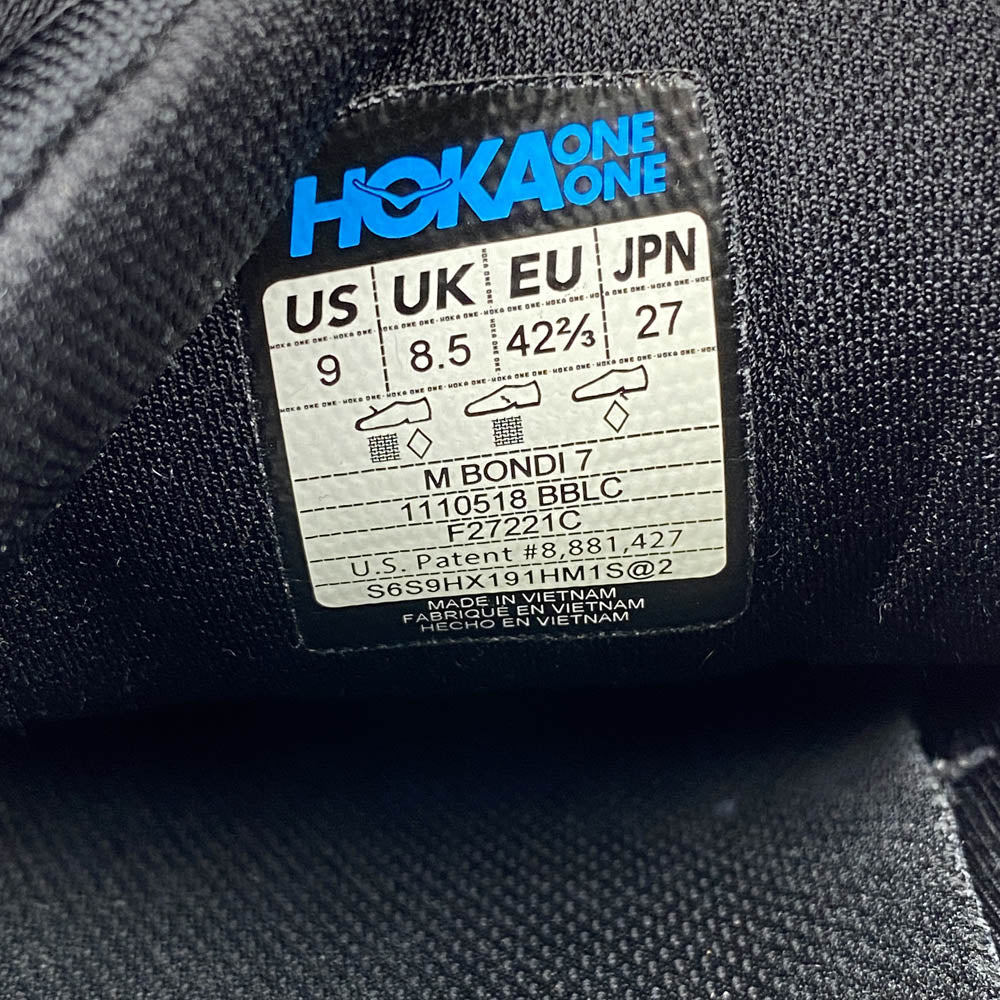 HOKA ONE ONE
US UK EU JPN
9 8.5 42⅔ 27
M BONDI 7
1110518 BBLC
F27221C
U.S. Patent #8,881,427
S6S9HX191HM1S@2
MADE IN VIETNAM
FABRIQUÉ EN VIETNAM
HECHO EN VIETNAM